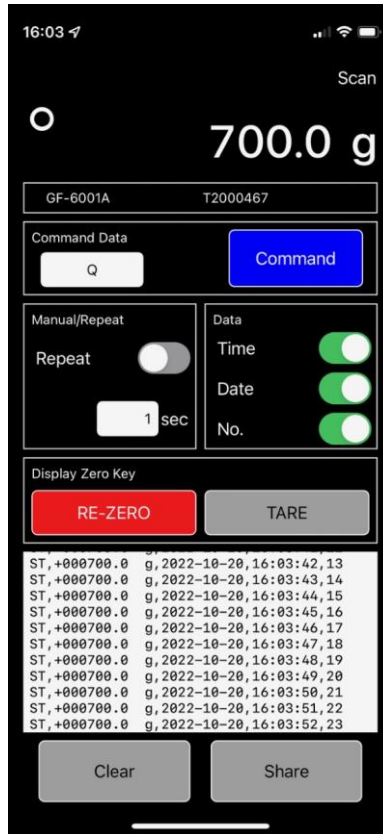 16:03
Scan
700.0 g
GF-6001A T2000467
Command Data
Q
Command
Manual/Repeat
Repeat
1 sec
Data
Time
Date
No.
Display Zero Key
RE-ZERO
TARE
ST,+000700.0 g,2022-10-20,16:03:42,13
ST,+000700.0 g,2022-10-20,16:03:43,14
ST,+000700.0 g,2022-10-20,16:03:44,15
ST,+000700.0 g,2022-10-20,16:03:45,16
ST,+000700.0 g,2022-10-20,16:03:46,17
ST,+000700.0 g,2022-10-20,16:03:47,18
ST,+000700.0 g,2022-10-20,16:03:48,19
ST,+000700.0 g,2022-10-20,16:03:49,20
ST,+000700.0 g,2022-10-20,16:03:50,21
ST,+000700.0 g,2022-10-20,16:03:51,22
ST,+000700.0 g,2022-10-20,16:03:52,23
Clear
Share